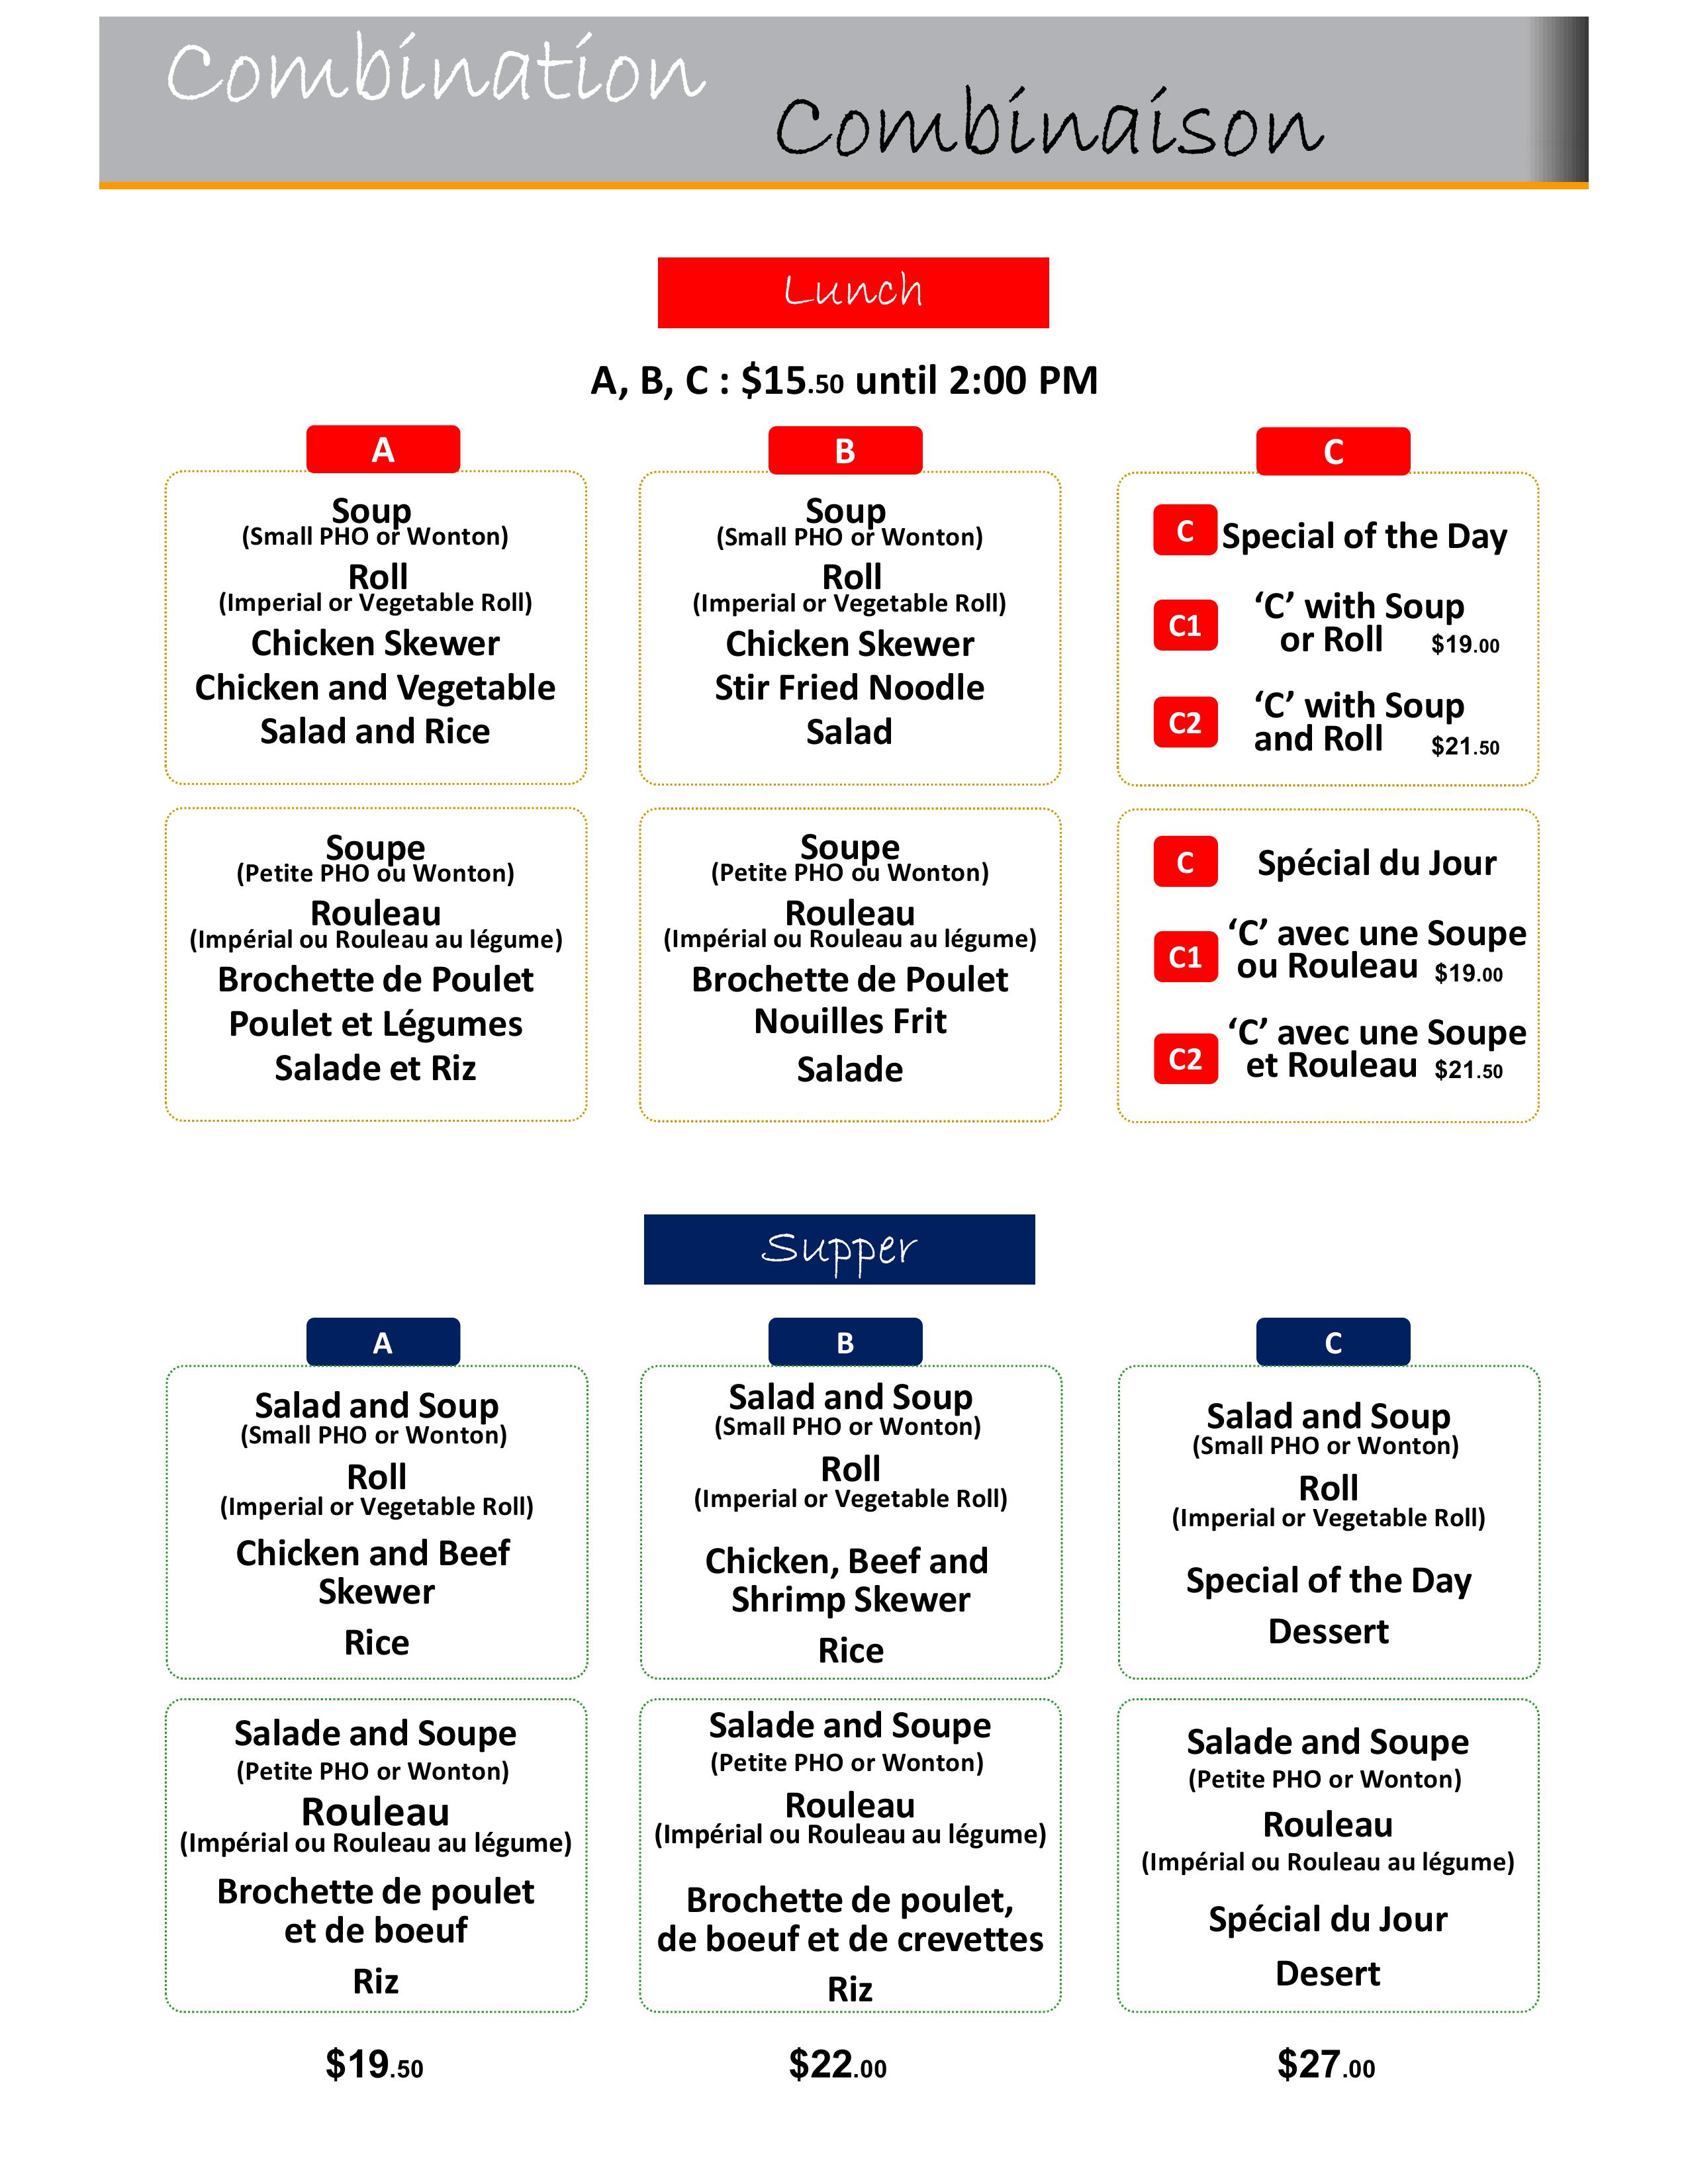 Combination
Combinaison
Lunch
A, B, C : $15.50 until 2:00 PM
A
Soup
(Small PHO or Wonton)
Roll
(Imperial or Vegetable Roll)
Chicken Skewer
Chicken and Vegetable
Salad and Rice
Soupe
(Petite PHO ou Wonton)
Rouleau
(Impérial ou Rouleau au légume)
Brochette de Poulet
Poulet et Légumes
Salade et Riz
B
Soup
(Small PHO or Wonton)
Roll
(Imperial or Vegetable Roll)
Chicken Skewer
Stir Fried Noodle
Salad
Soupe
(Petite PHO ou Wonton)
Rouleau
(Impérial ou Rouleau au légume)
Brochette de Poulet
Nouilles Frit
Salade
C
C Special of the Day
C1 ‘C’ with Soup
or Roll $19.00
C2 ‘C’ with Soup
and Roll $21.50
C Spécial du Jour
C1 ‘C’ avec une Soupe
ou Rouleau $19.00
C2 ‘C’ avec une Soupe
et Rouleau $21.50
Supper
A
Salad and Soup
(Small PHO or Wonton)
Roll
(Imperial or Vegetable Roll)
Chicken and Beef
Skewer
Rice
Salade and Soupe
(Petite PHO or Wonton)
Rouleau
(Impérial ou Rouleau au légume)
Brochette de poulet
et de boeuf
Riz
$19.50
B
Salad and Soup
(Small PHO or Wonton)
Roll
(Imperial or Vegetable Roll)
Chicken, Beef and
Shrimp Skewer
Rice
Salade and Soupe
(Petite PHO or Wonton)
Rouleau
(Impérial ou Rouleau au légume)
Brochette de poulet,
de boeuf et de crevettes
Riz
$22.00
C
Salad and Soup
(Small PHO or Wonton)
Roll
(Imperial or Vegetable Roll)
Special of the Day
Dessert
Salade and Soupe
(Petite PHO or Wonton)
Rouleau
(Impérial ou Rouleau au légume)
Spécial du Jour
Desert
$27.00